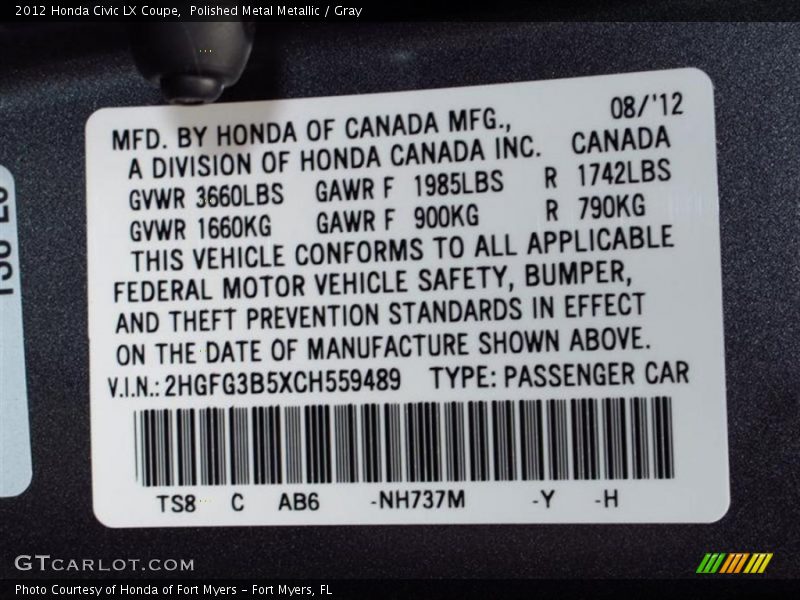 2012 Honda Civic LX Coupe, Polished Metal Metallic / Gray
MFD. BY HONDA OF CANADA MFG., 08/'12
A DIVISION OF HONDA CANADA INC. CANADA
GVWR 3660LBS GAWR F 1985LBS R 1742LBS
GVWR 1660KG GAWR F 900KG R 790KG
THIS VEHICLE CONFORMS TO ALL APPLICABLE
FEDERAL MOTOR VEHICLE SAFETY, BUMPER,
AND THEFT PREVENTION STANDARDS IN EFFECT
ON THE DATE OF MANUFACTURE SHOWN ABOVE.
V.I.N.: 2HGFG3B5XCH559489 TYPE: PASSENGER CAR
TS8 C AB6 -NH737M -Y -H
GTCARLOT.COM
Photo Courtesy of Honda of Fort Myers - Fort Myers, FL